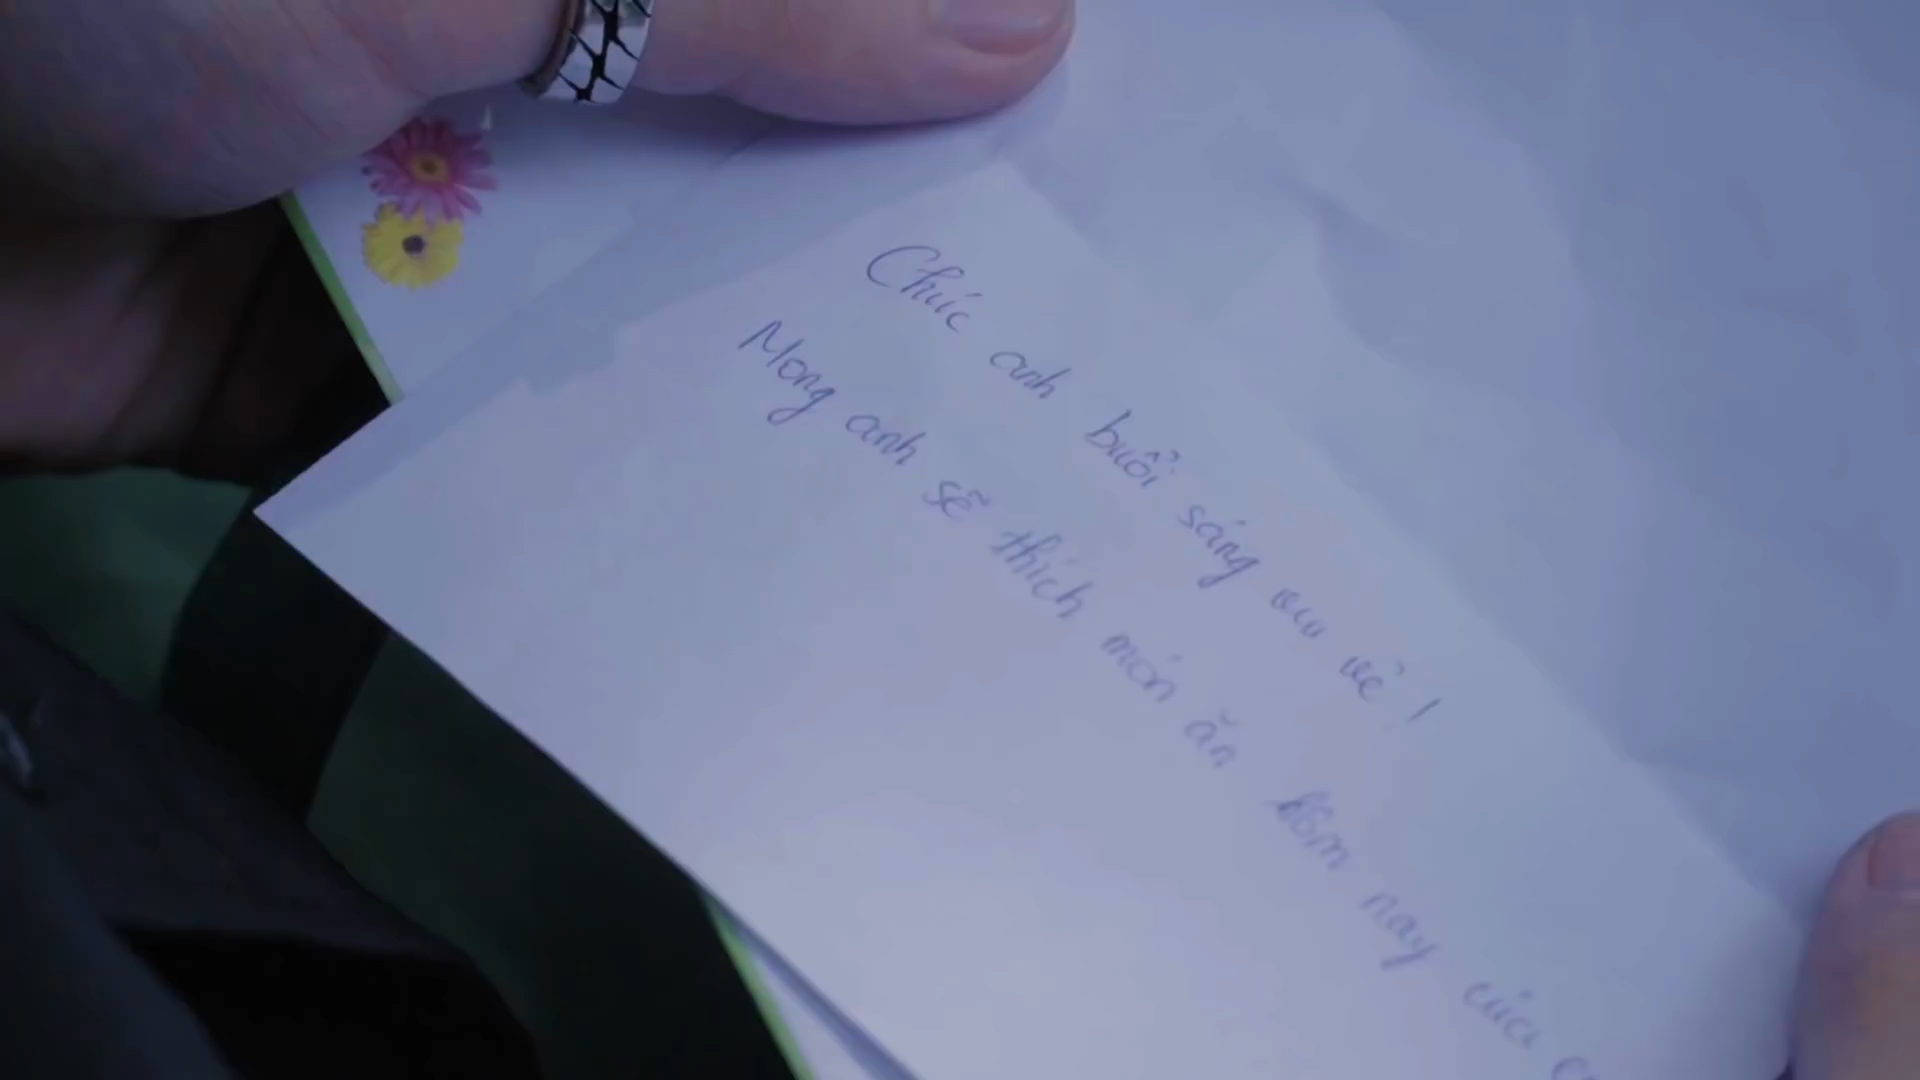 Chúc anh buổi sáng vui vẻ!
Mong anh sẽ thích món ăn hôm nay của